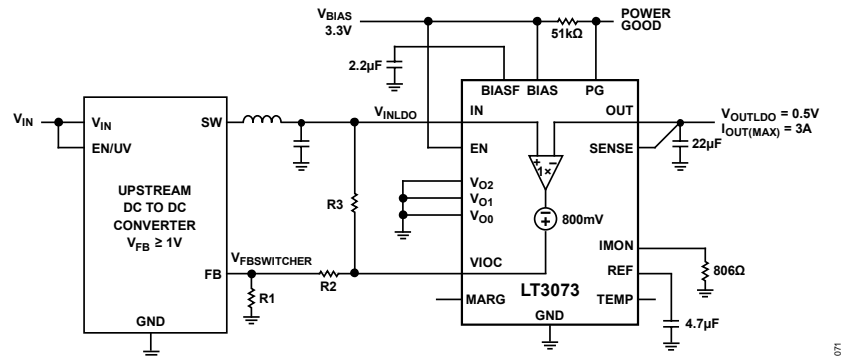 VBIAS
3.3V
51kΩ
POWER
GOOD
2.2µF
BIASF BIAS PG
VIN
VIN
EN/UV
SW
VINLDO
IN
OUT
VOUTLDO = 0.5V
IOUT(MAX) = 3A
EN
SENSE
22µF
+ –
1×
UPSTREAM
DC TO DC
CONVERTER
VFB ≥ 1V
R3
VO2
VO1
VO0
800mV
VFBSWITCHER
FB
R2
R1
VIOC
IMON
806Ω
LT3073
REF
MARG
TEMP
GND
GND
4.7µF
071